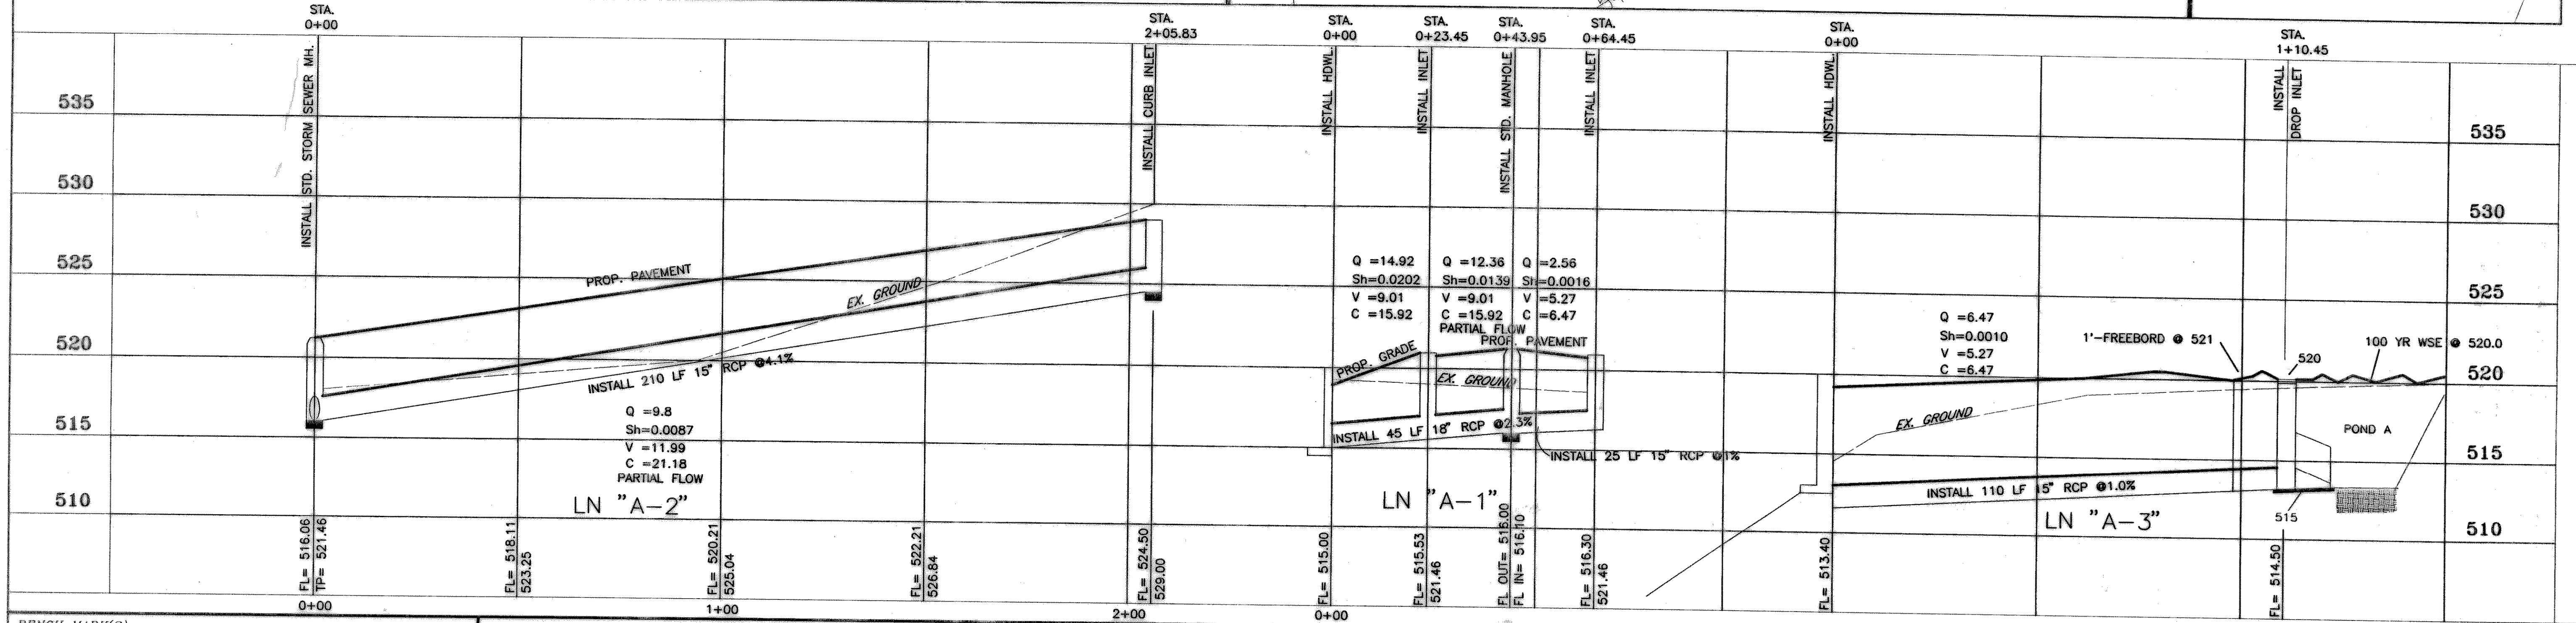 STA.
0+00
STA.
2+05.83
STA.
0+00
STA.
0+23.45
STA.
0+43.95
STA.
0+64.45
STA.
0+00
STA.
1+10.45
INSTALL STD. STORM SEWER MH.
INSTALL CURB INLET
INSTALL HDWL.
INSTALL INLET
INSTALL STD. MANHOLE
INSTALL INLET
INSTALL HDWL.
INSTALL
DROP INLET
535
530
525
520
515
510
PROP. PAVEMENT
EX. GROUND
INSTALL 210 LF 15" RCP @4.1%
Q =9.8
Sh=0.0087
V =11.99
C =21.18
PARTIAL FLOW
LN "A-2"
FL= 516.06
TP= 521.46
FL= 518.11
523.25
FL= 520.21
525.04
FL= 522.21
526.84
FL= 524.50
529.00
0+00
1+00
2+00
Q =14.92
Sh=0.0202
V =9.01
C =15.92
Q =12.36
Sh=0.0139
V =9.01
C =15.92
PARTIAL FLOW
Q =2.56
Sh=0.0016
V =5.27
C =6.47
PROP. PAVEMENT
PROP. GRADE
EX. GROUND
INSTALL 45 LF 18" RCP @2.3%
INSTALL 25 LF 15" RCP @1%
LN "A-1"
FL= 515.00
FL= 515.53
521.46
FL OUT= 516.00
FL IN= 516.10
FL= 516.30
521.46
0+00
Q =6.47
Sh=0.0010
V =5.27
C =6.47
1'-FREEBORD @ 521
520
100 YR WSE @ 520.0
EX. GROUND
POND A
INSTALL 110 LF 15" RCP @1.0%
LN "A-3"
515
FL= 513.40
FL= 514.50
535
530
525
520
515
510